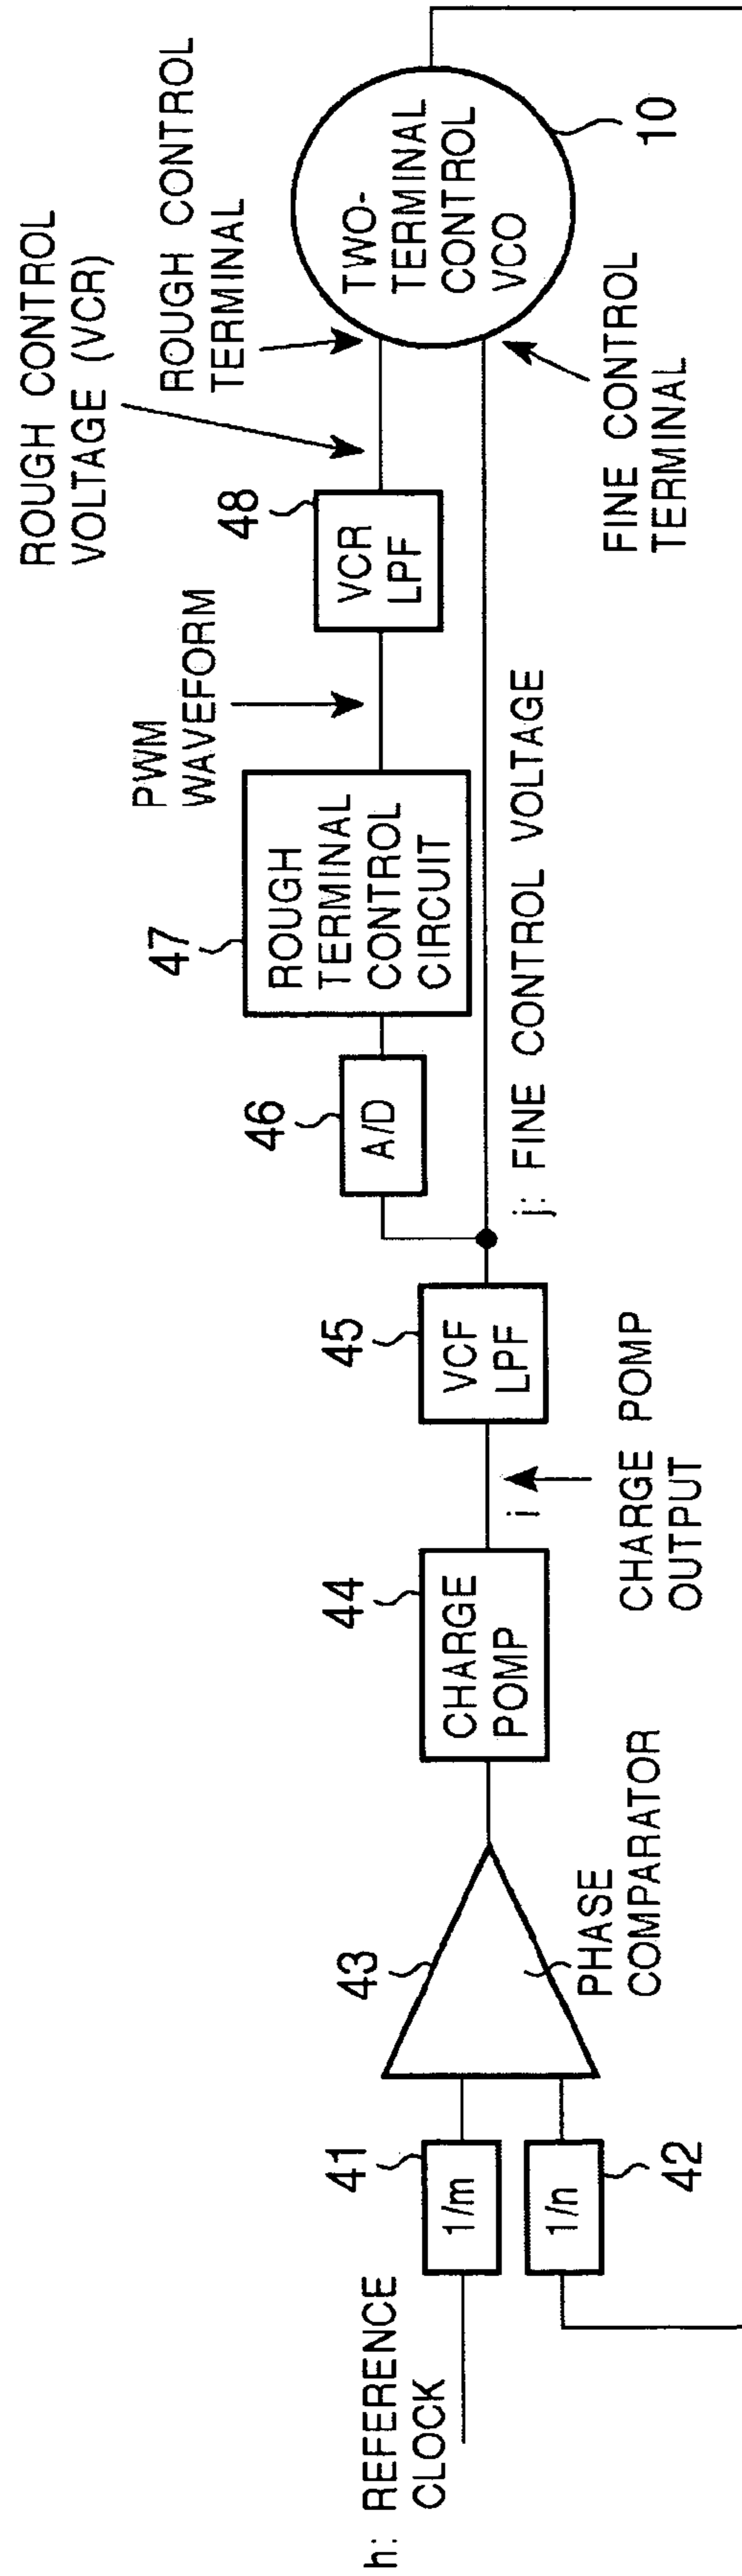 h: REFERENCE
CLOCK
41
1/m
1/n
42
43
PHASE
COMPARATOR
44
CHARGE
POMP
i
CHARGE POMP
OUTPUT
45
VCF
LPF
j: FINE CONTROL VOLTAGE
46
A/D
47
ROUGH
TERMINAL
CONTROL
CIRCUIT
PWM
WAVEFORM
48
VCR
LPF
ROUGH CONTROL
VOLTAGE (VCR)
ROUGH CONTROL
TERMINAL
TWO-
TERMINAL
CONTROL
VCO
10
FINE CONTROL
TERMINAL